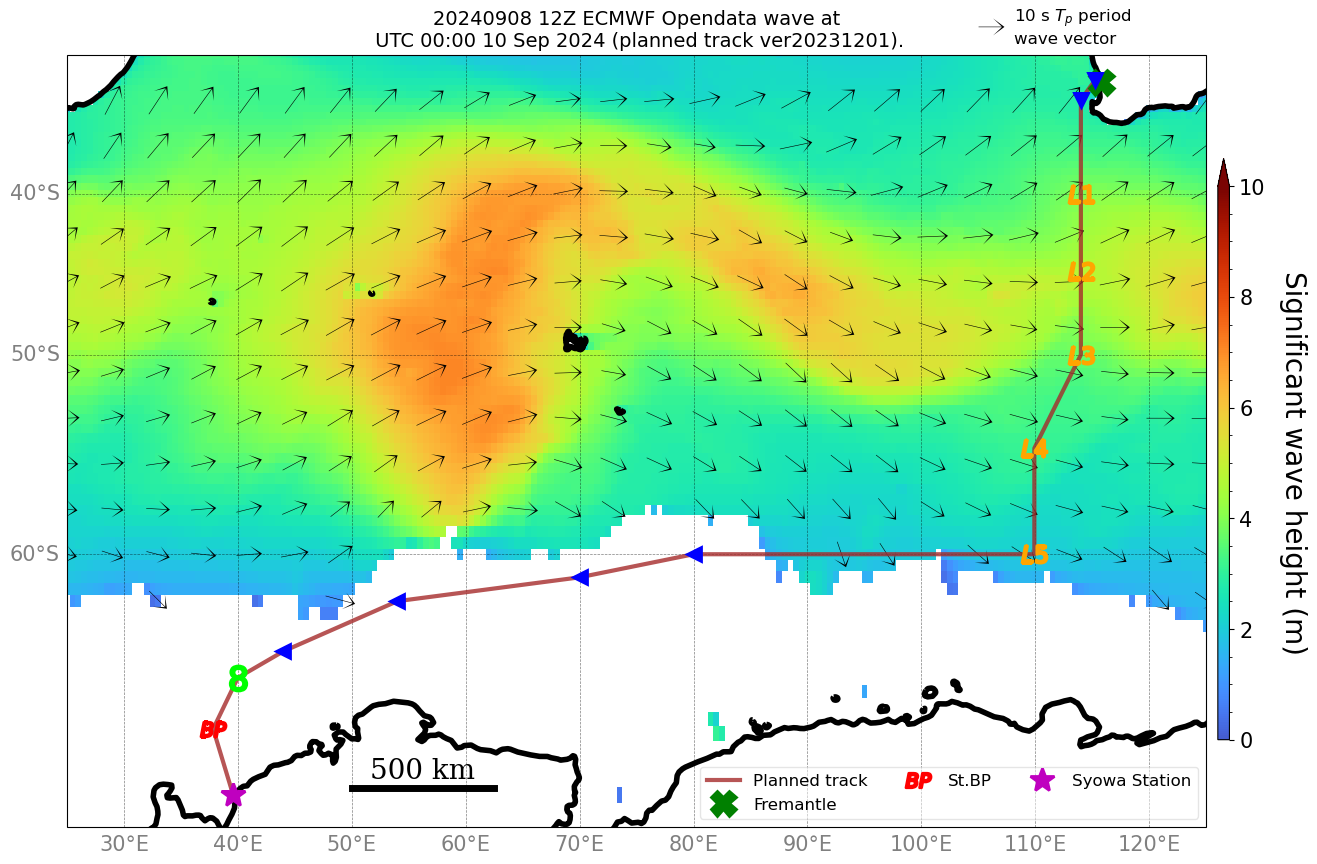 20240908 12Z ECMWF Opendata wave at
UTC 00:00 10 Sep 2024 (planned track ver20231201).
10 s Tp period
wave vector
40°S
50°S
60°S
L1
L2
L3
L4
L5
8
8
BP
500 km
Planned track
Fremantle
BP St.BP
Syowa Station
30°E 40°E 50°E 60°E 70°E 80°E 90°E 100°E 110°E 120°E
10
8
6
4
2
0
Significant wave height (m)